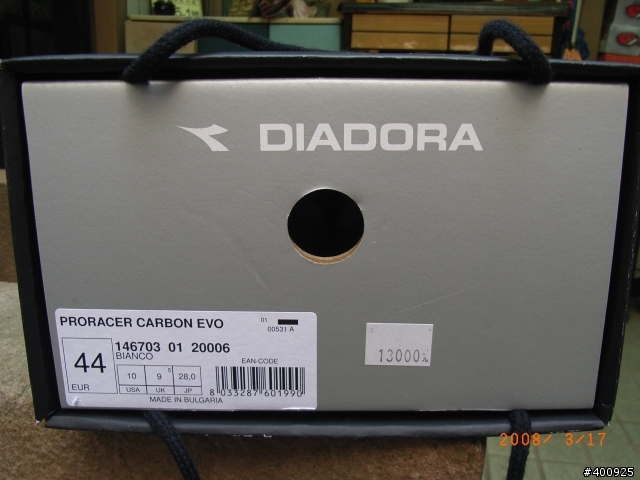 DIADORA
PRORACER CARBON EVO
01
00531 A
146703 01 20006
BIANCO
44
EUR
10 9 5 28,0
USA UK JP
EAN-CODE
8 033287 601990
MADE IN BULGARIA
13000
2008/ 3/17
#400925